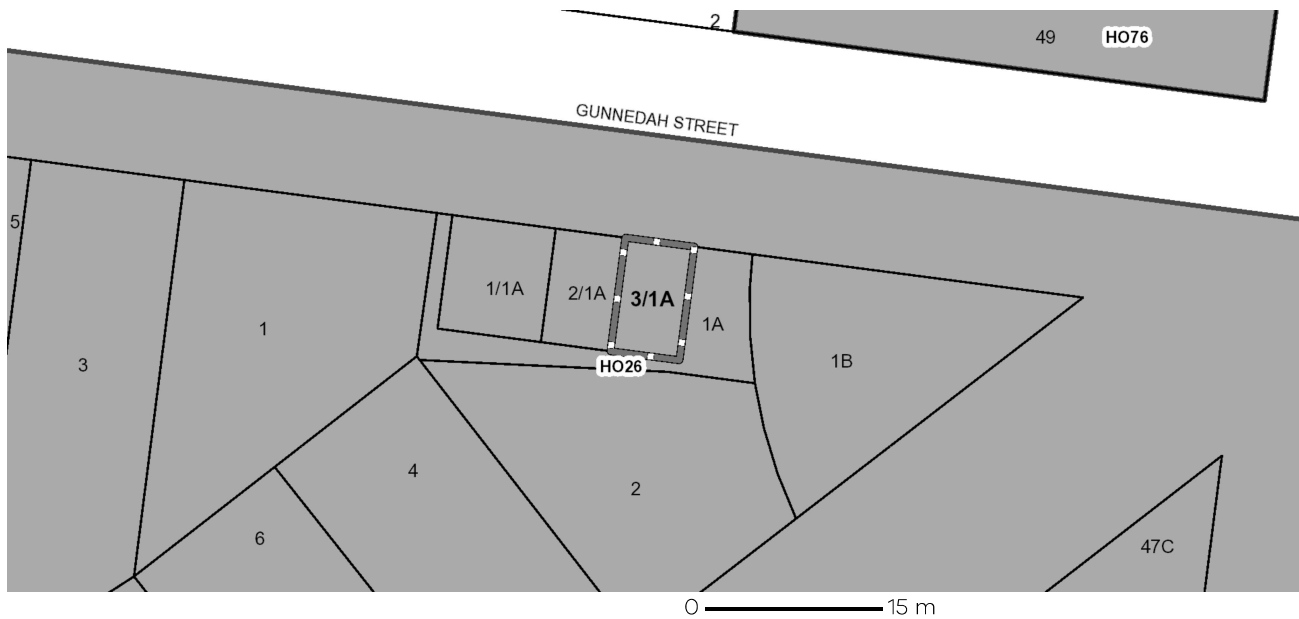 2
49
HO76
GUNNEDAH STREET
5
1/1A
2/1A
3/1A
1A
1
3
1B
HO26
4
2
6
47C
0
15 m